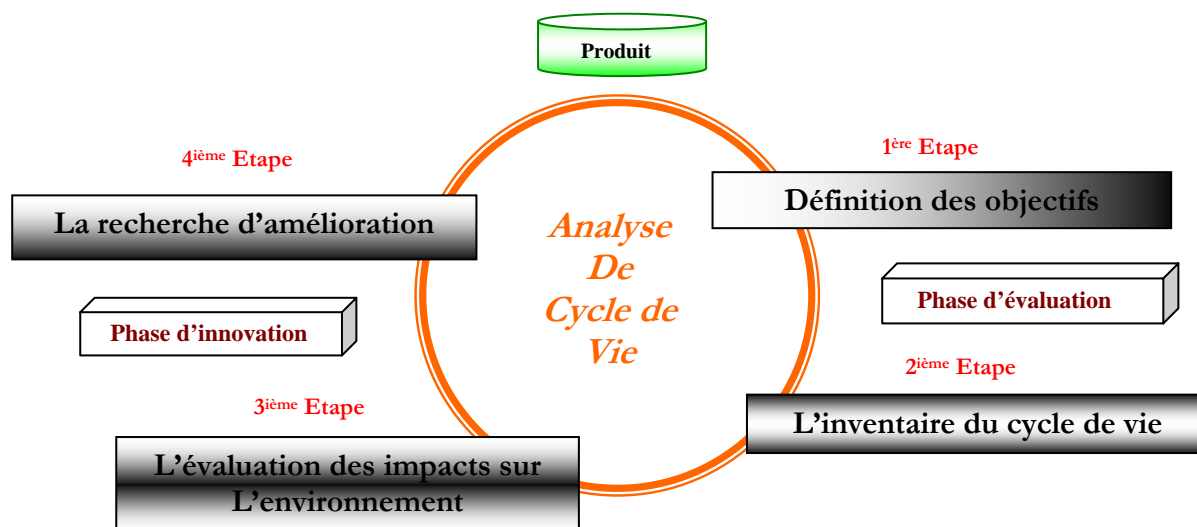 Produit
4ième Etape
La recherche d'amélioration
Phase d'innovation
3ième Etape
L'évaluation des impacts sur
L'environnement
Analyse
De
Cycle de
Vie
1ère Etape
Définition des objectifs
Phase d'évaluation
2ième Etape
L'inventaire du cycle de vie